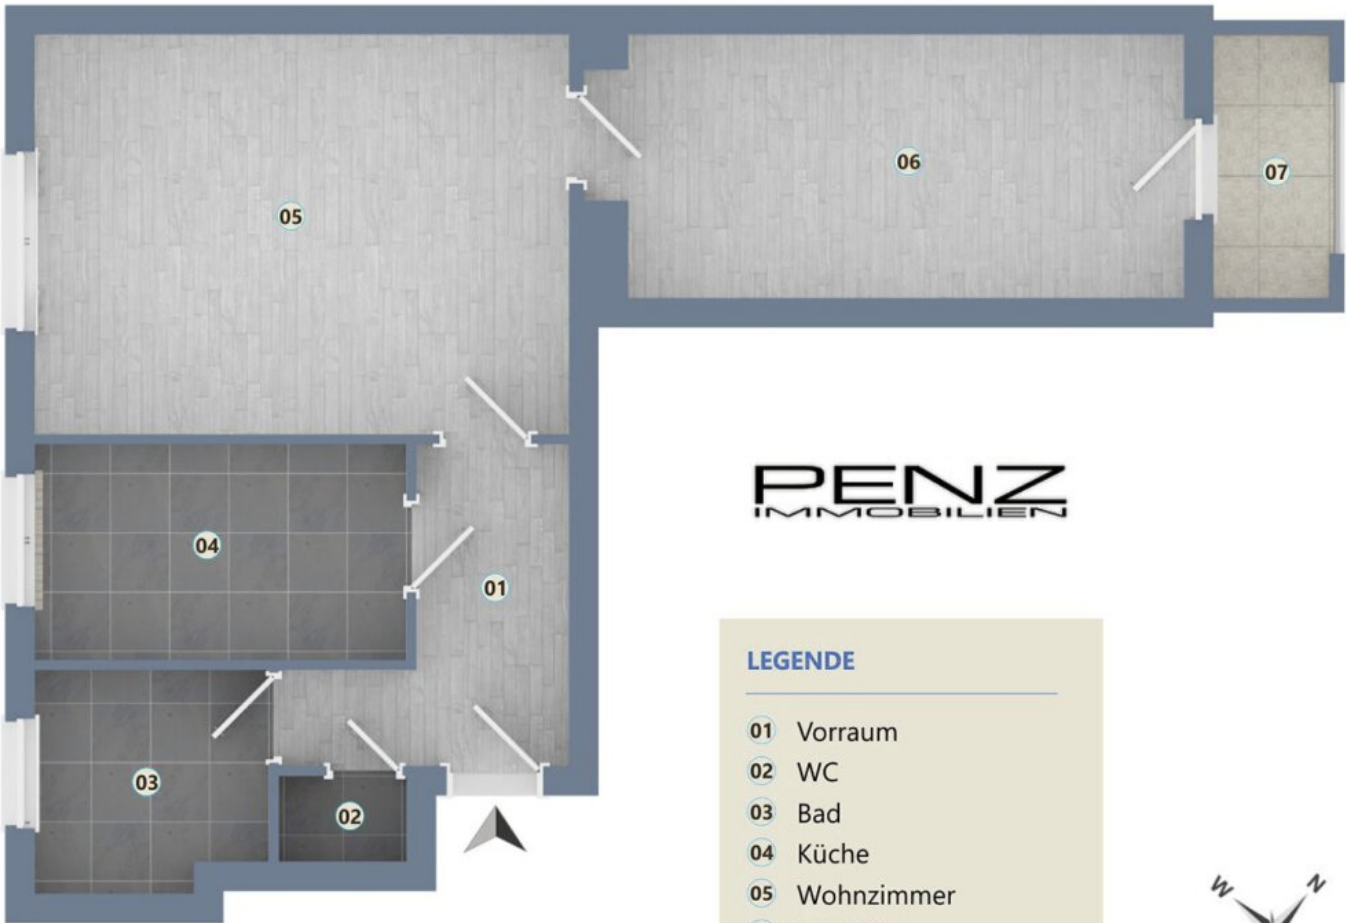 05
06
07
04
01
03
02
PENZ
IMMOBILIEN
LEGENDE
01 Vorraum
02 WC
03 Bad
04 Küche
05 Wohnzimmer
W N